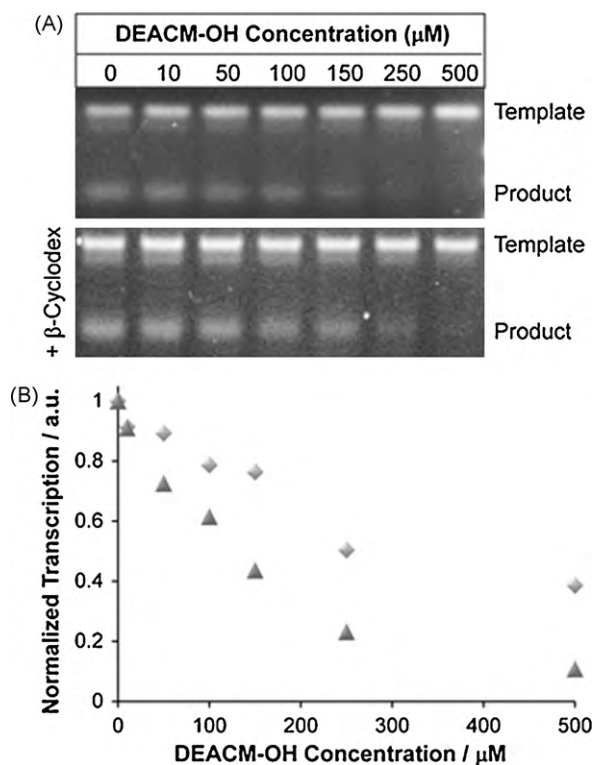 (A)
DEACM-OH Concentration (μM)
0 10 50 100 150 250 500
Template
Product
+ β-Cyclodex
Template
Product
(B)
Normalized Transcription / a.u.
1
0.8
0.6
0.4
0.2
0
0 100 200 300 400 500
DEACM-OH Concentration / μM